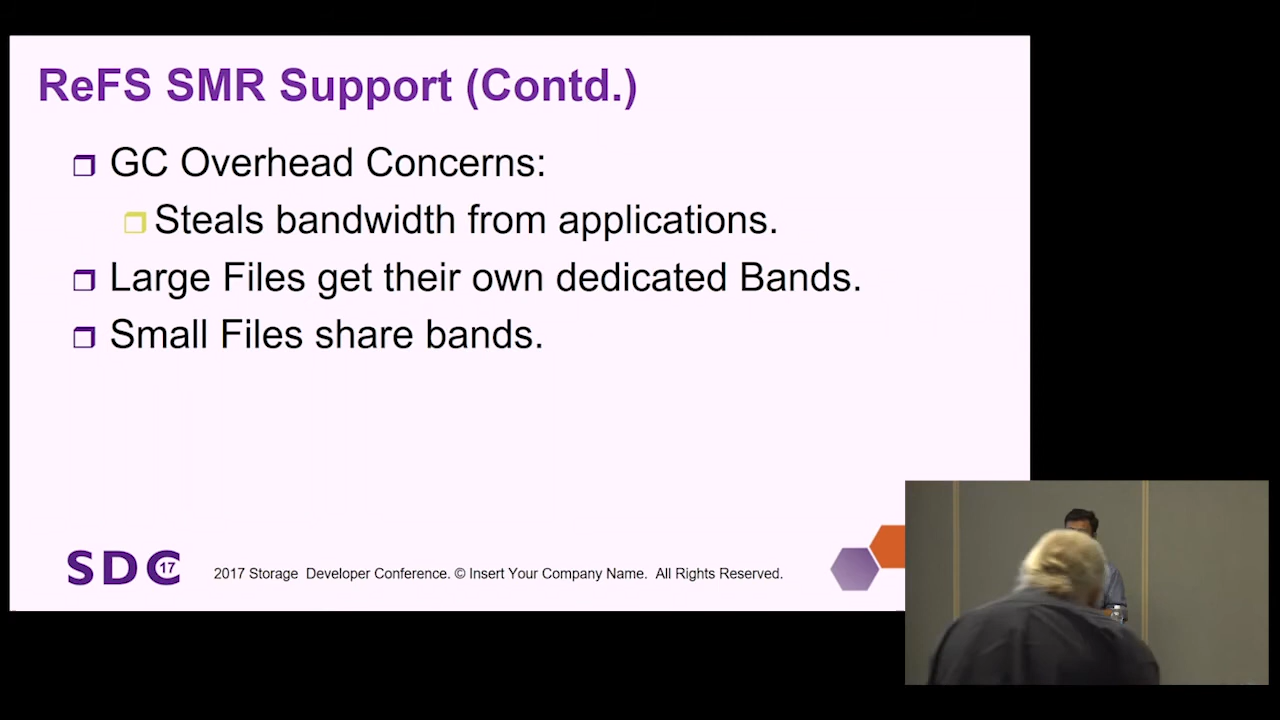 ReFS SMR Support (Contd.)
GC Overhead Concerns:
Steals bandwidth from applications.
Large Files get their own dedicated Bands.
Small Files share bands.
SDC 17
2017 Storage Developer Conference. © Insert Your Company Name. All Rights Reserved.